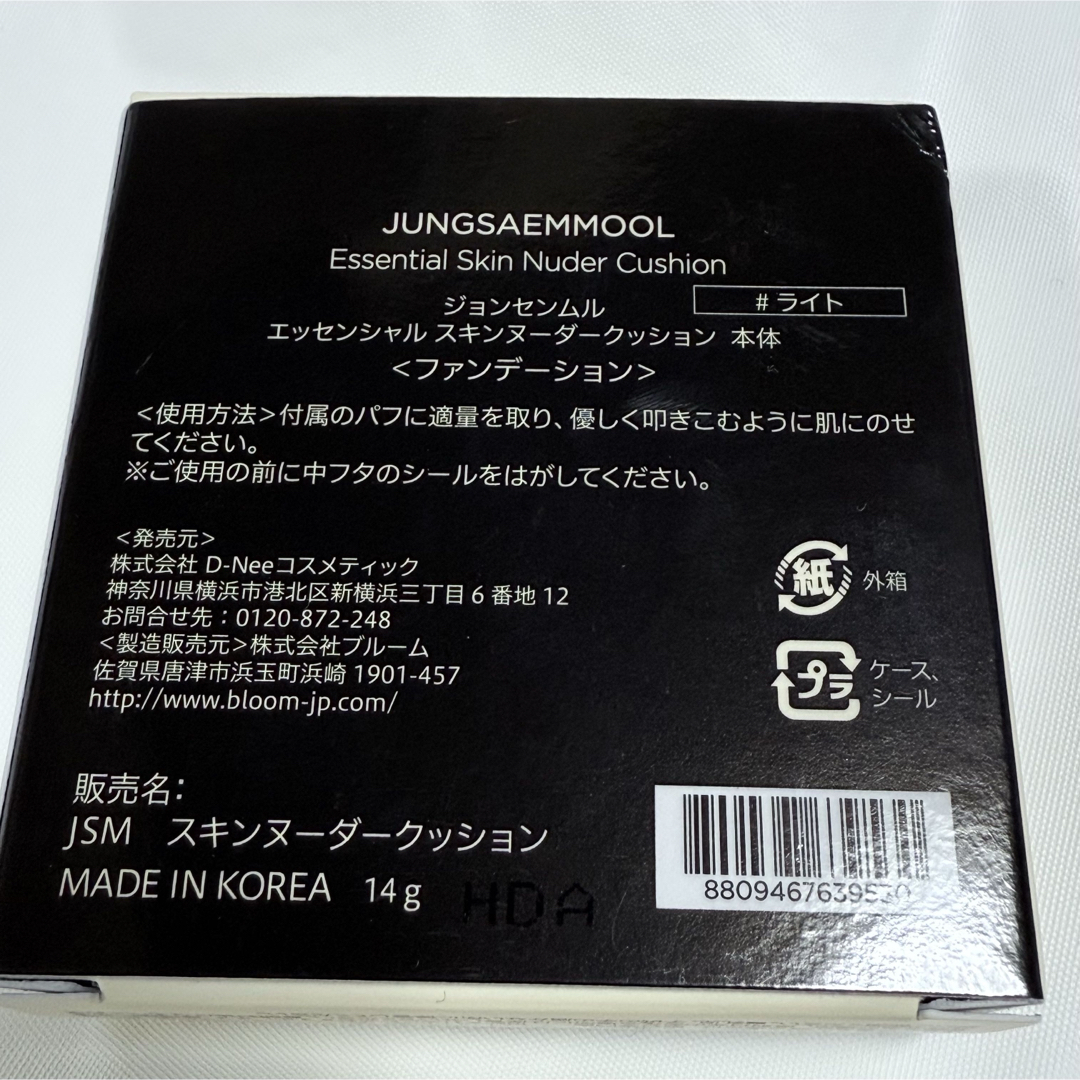 JUNGSAEMMOOL
Essential Skin Nuder Cushion
ジョンセンムル
#ライト
エッセンシャル スキンヌーダークッション 本体
<ファンデーション>
<使用方法>付属のパフに適量を取り、優しく叩きこむように肌にのせ
てください。
※ご使用の前に中フタのシールをはがしてください。
<発売元>
株式会社 D-Neeコスメティック
神奈川県横浜市港北区新横浜三丁目6番地12
お問合せ先:0120-872-248
<製造販売元>株式会社ブルーム
佐賀県唐津市浜玉町浜崎 1901-457
http://www.bloom-jp.com/
紙 外箱
プラ ケース、
シール
販売名:
JSM スキンヌーダークッション
MADE IN KOREA 14g
HDA